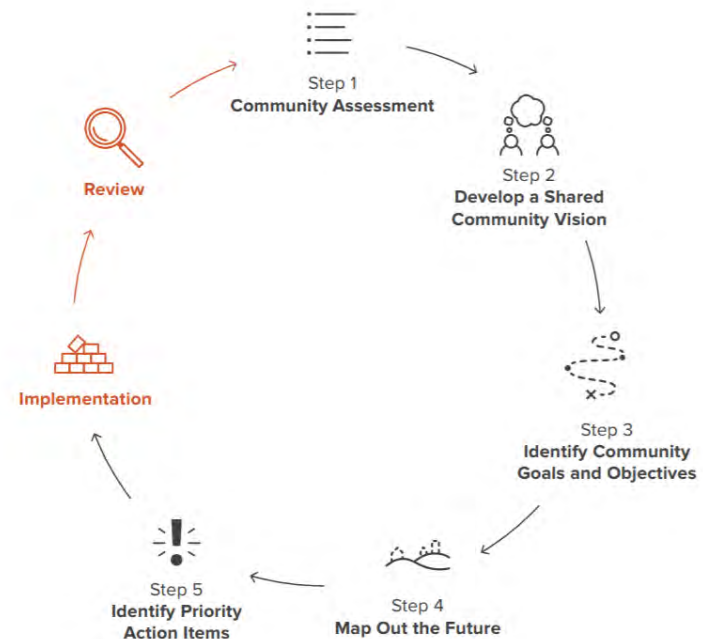 Step 1
Community Assessment
Step 2
Develop a Shared
Community Vision
Step 3
Identify Community
Goals and Objectives
Step 4
Map Out the Future
Step 5
Identify Priority
Action Items
Implementation
Review